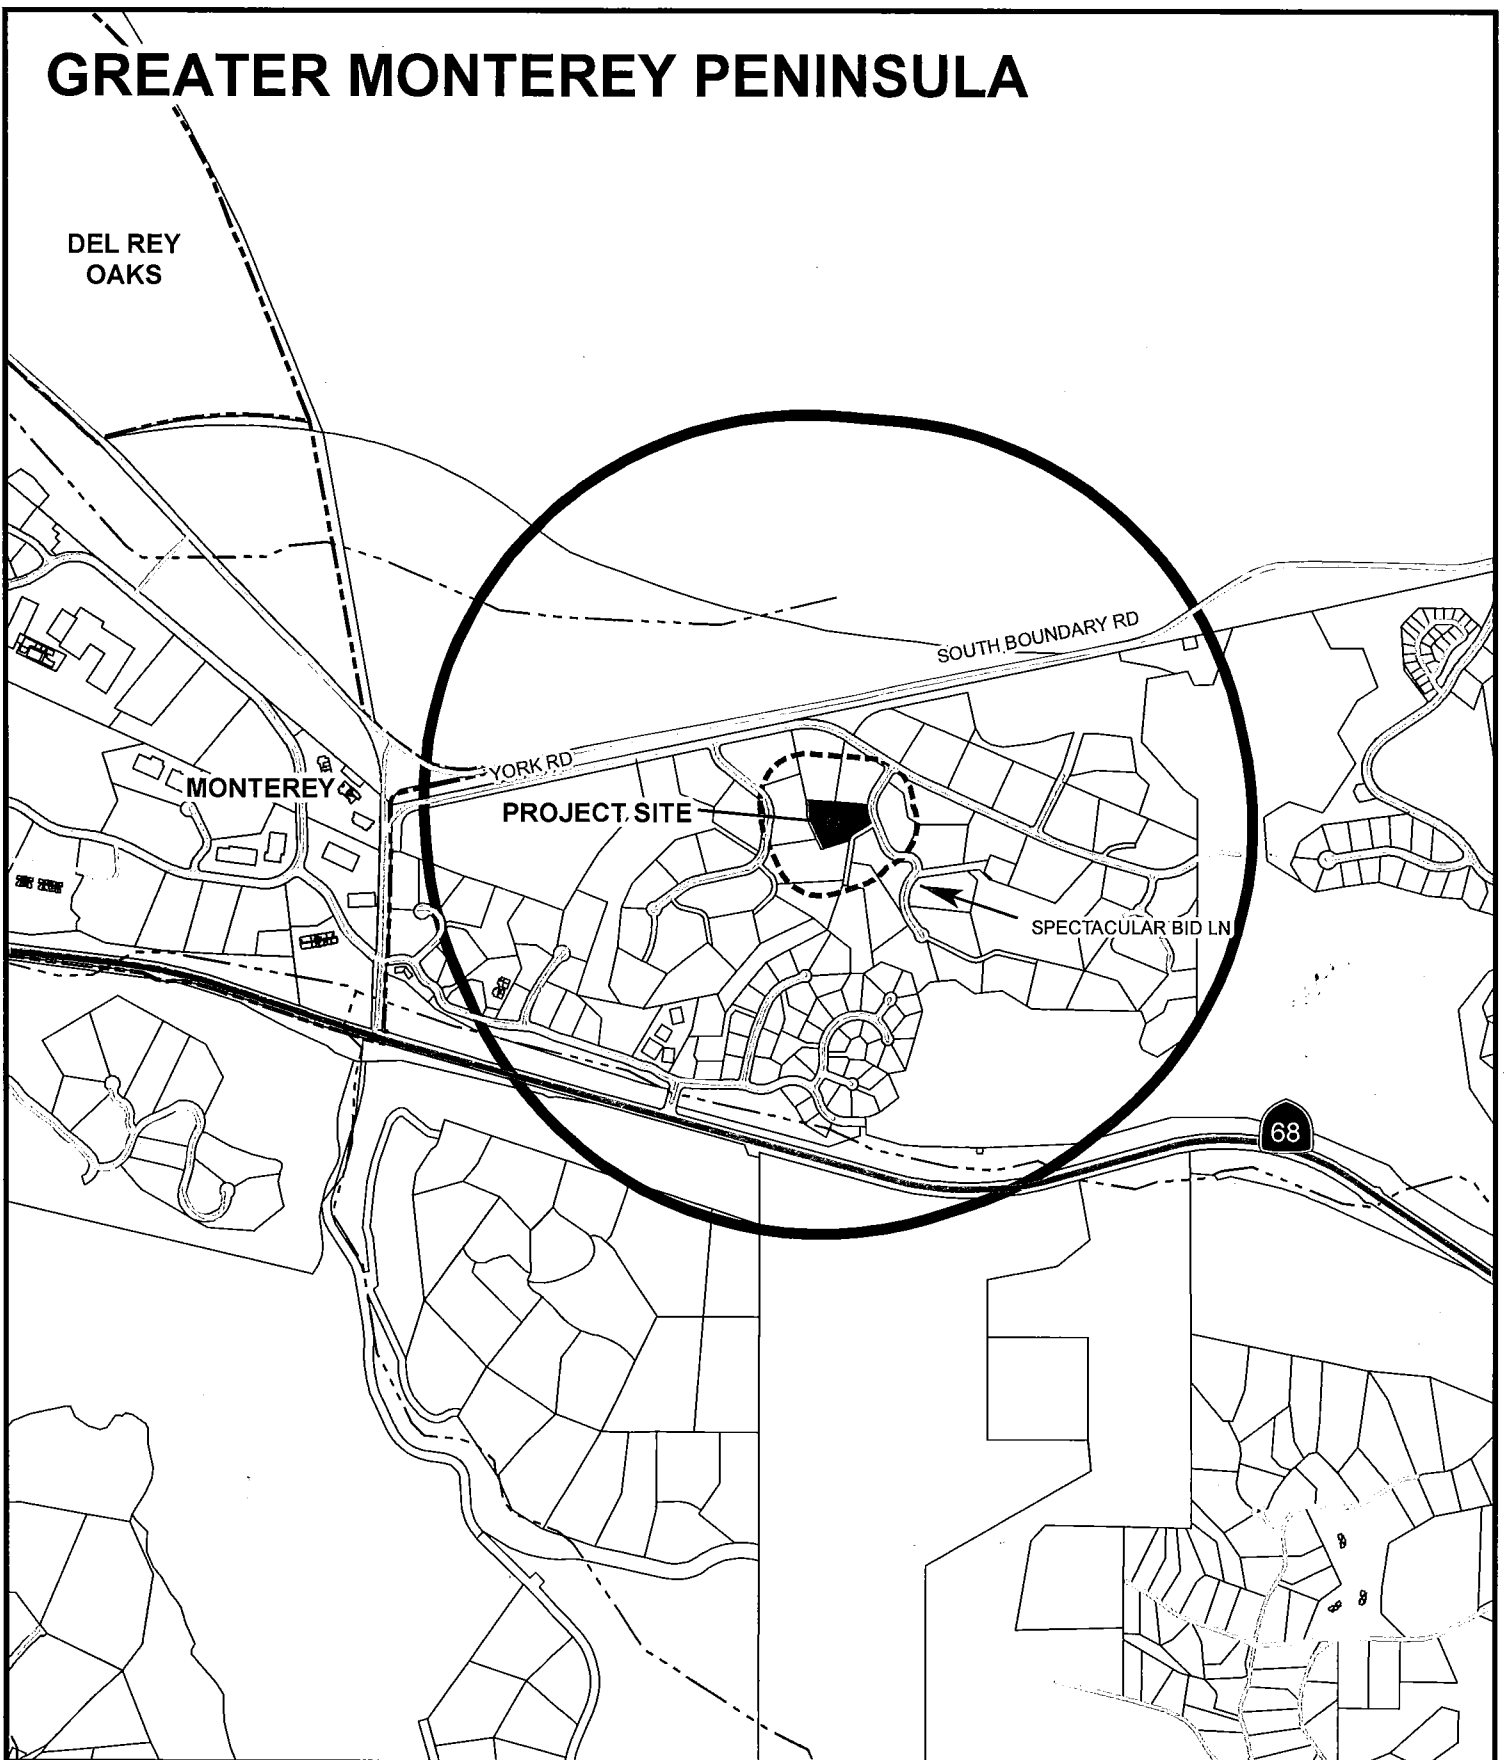 GREATER MONTEREY PENINSULA
DEL REY
OAKS
SOUTH BOUNDARY RD
YORK RD
MONTEREY
PROJECT SITE
SPECTACULAR BID LN
68